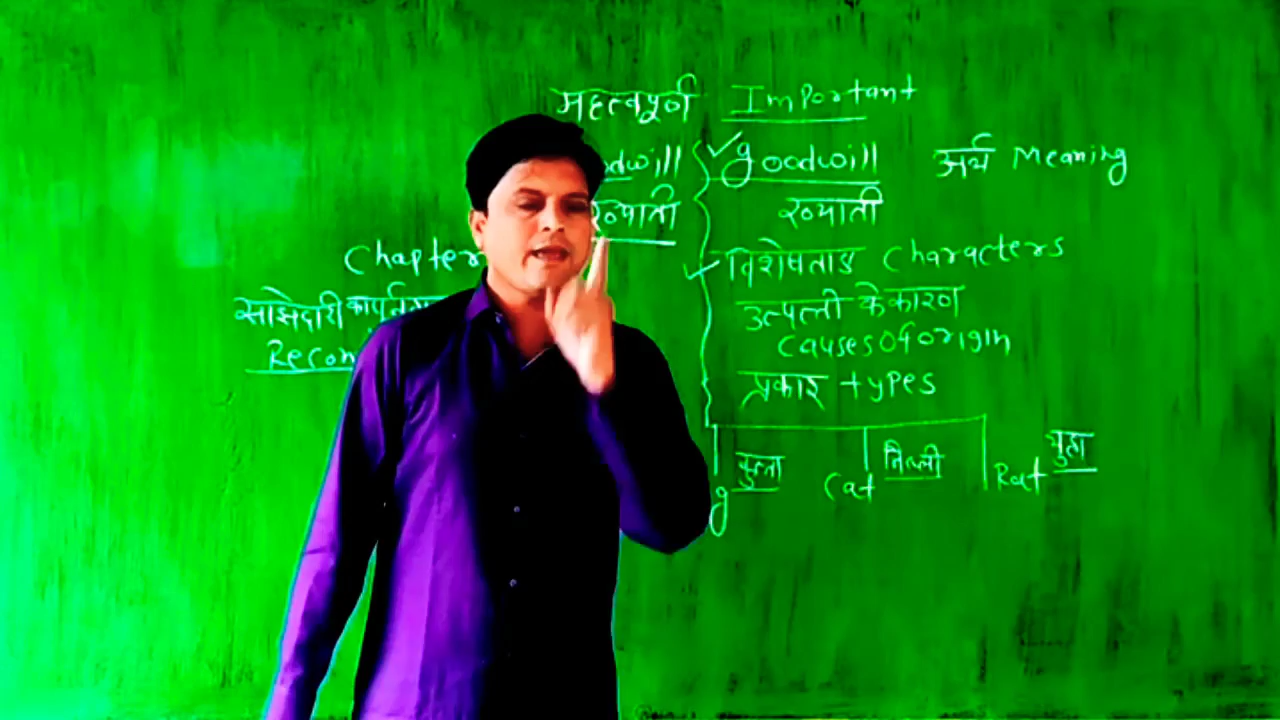 महत्वपूर्ण Important
odwill goodwill अर्थ Meaning
ख्याती ख्याती
Chapter
विशेषताऐ Characters
साझेदारी
उत्पत्ती के कारण
causes of origin
Recon
प्रकार types
g कुत्ता Cat बिल्ली Rat चुहा